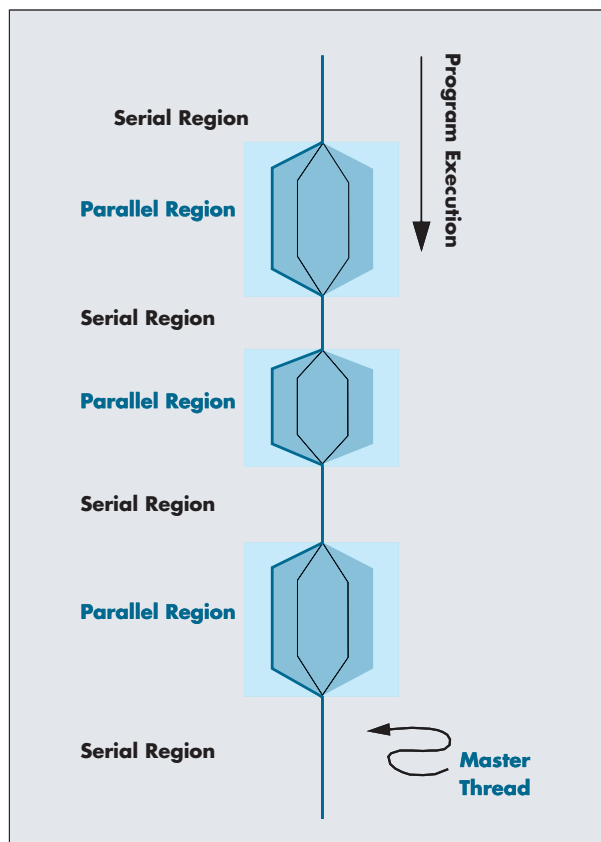 Program Execution
Serial Region
Parallel Region
Serial Region
Parallel Region
Serial Region
Parallel Region
Serial Region
Master
Thread